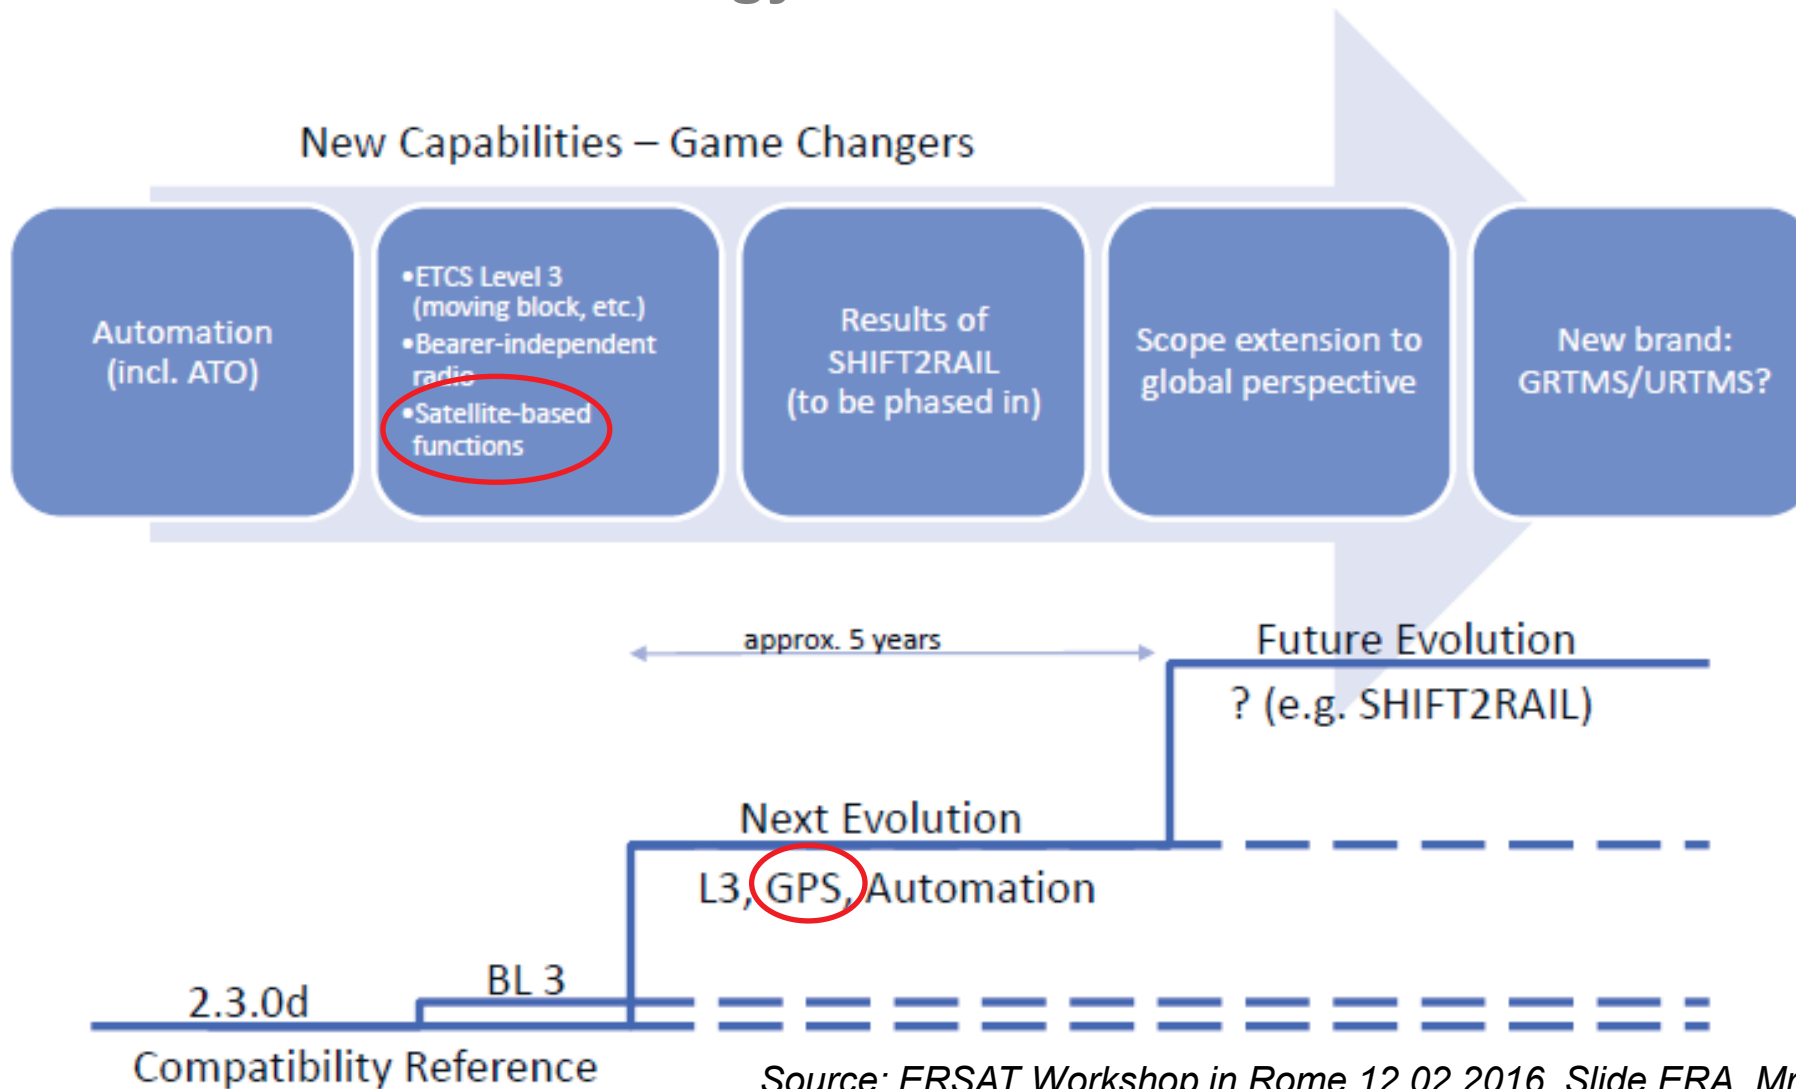 New Capabilities – Game Changers
Automation
(incl. ATO)
•ETCS Level 3
(moving block, etc.)
•Bearer-independent
radio
•Satellite-based
functions
Results of
SHIFT2RAIL
(to be phased in)
Scope extension to
global perspective
New brand:
GRTMS/URTMS?
approx. 5 years
Future Evolution
? (e.g. SHIFT2RAIL)
Next Evolution
L3, GPS, Automation
BL 3
2.3.0d
Compatibility Reference
Source: ERSAT Workshop in Rome 12.02.2016, Slide ERA, Mr